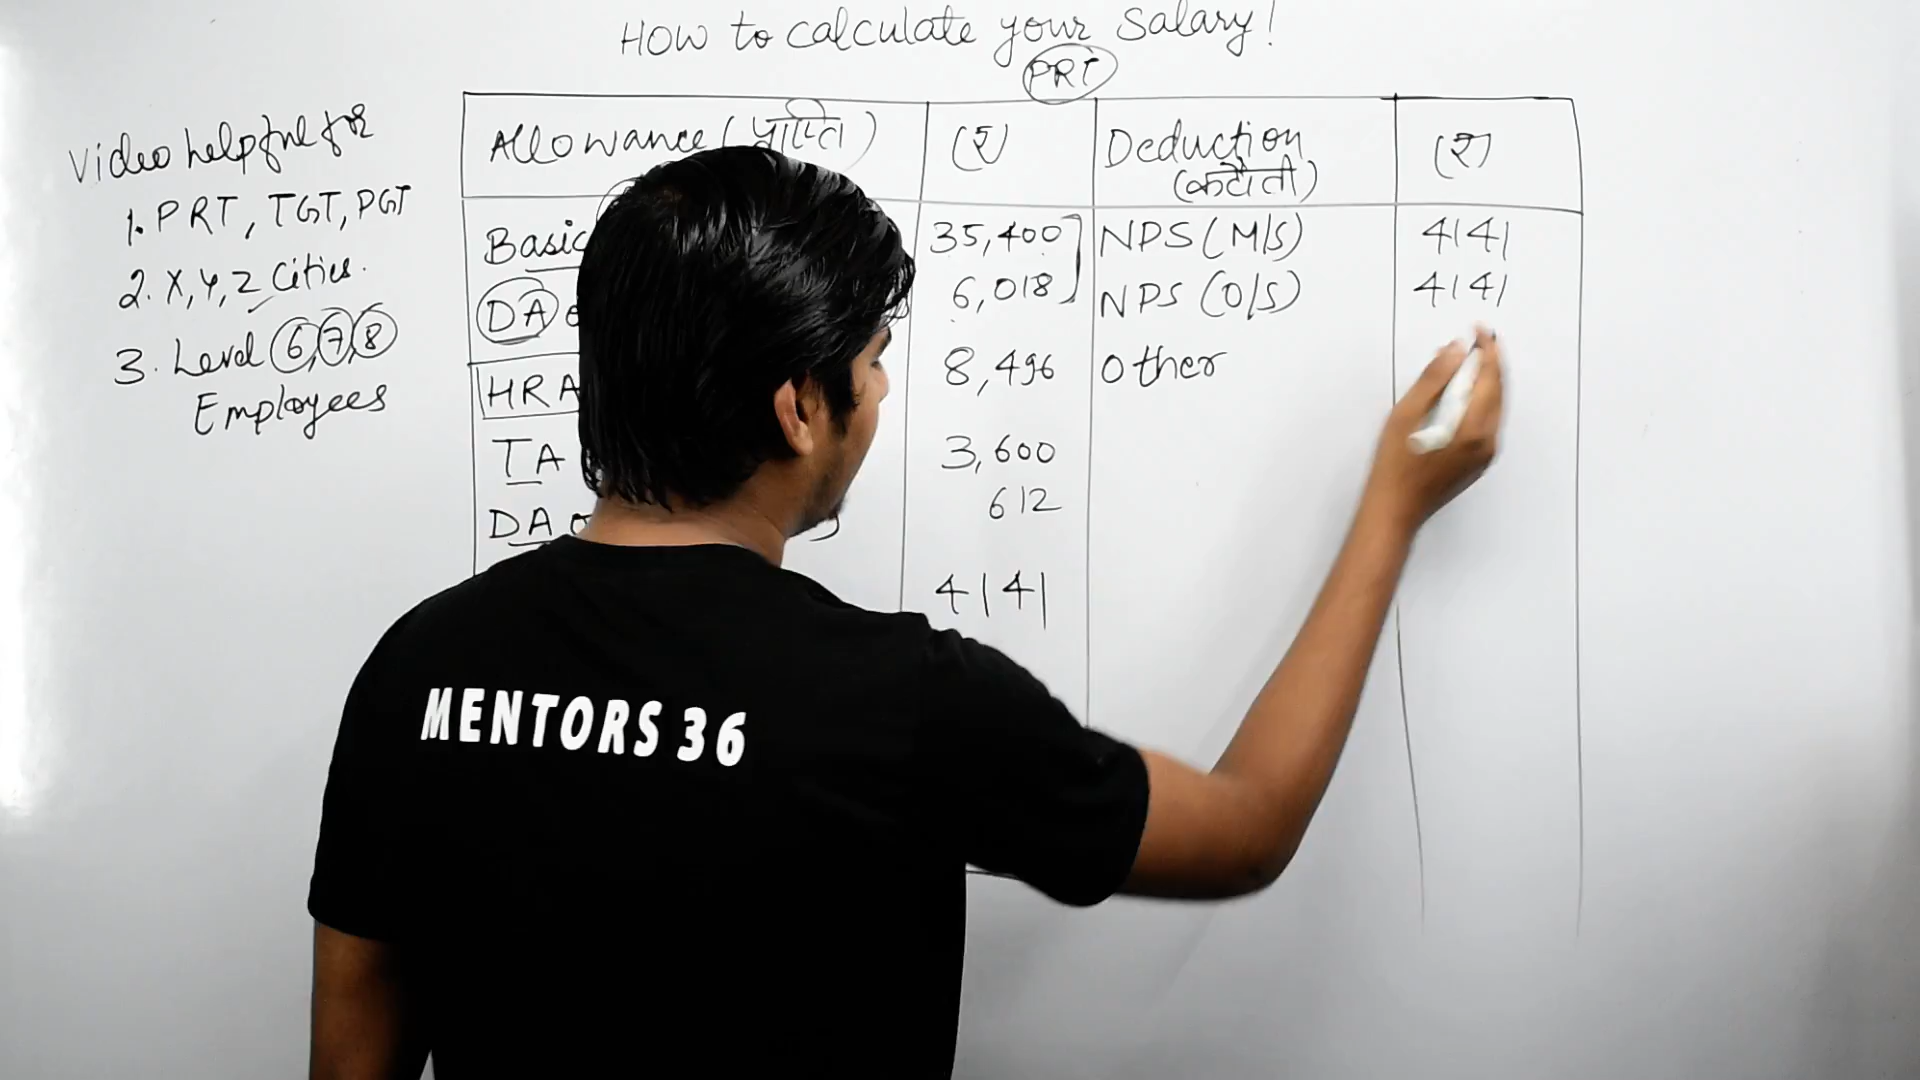 How to calculate your Salary!
PRT
Video helpful for
1. PRT, TGT, PGT
2. X, Y, Z Cities.
3. Level 6, 7, 8
Employees
Allowance (प्राप्ति) (₹) Deduction (₹)
(कटौती)
Basic 35,400 NPS (M/S) 4141
DA 6,018 NPS (O/S) 4141
HRA 8,496 Other
TA 3,600
DA 612
4141
MENTORS 36